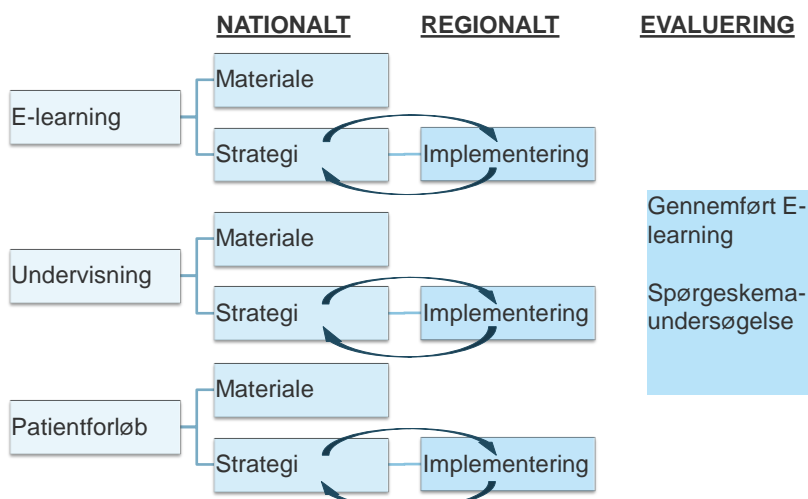 NATIONALT REGIONALT EVALUERING
Materiale
E-learning
Strategi Implementering
Materiale
Undervisning
Strategi Implementering
Materiale
Patientforløb
Strategi Implementering
Gennemført E-
learning
Spørgeskema-
undersøgelse